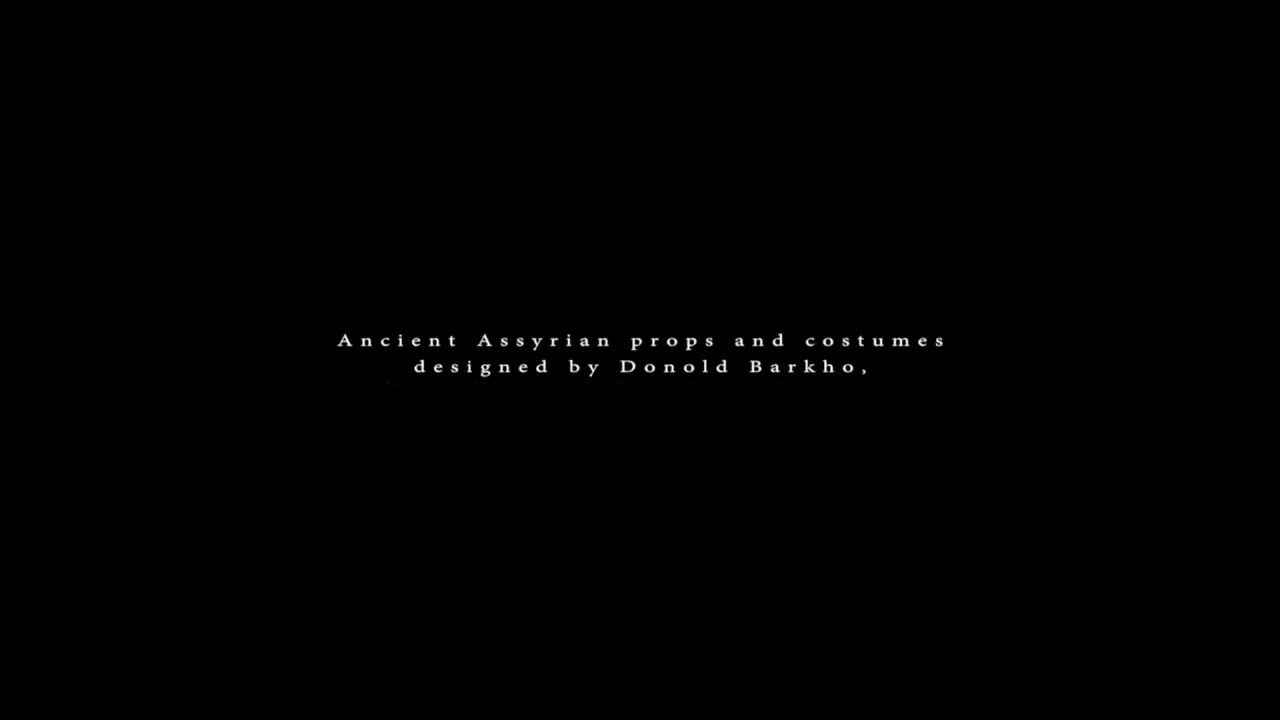 Ancient Assyrian props and costumes
designed by Donold Barkho,